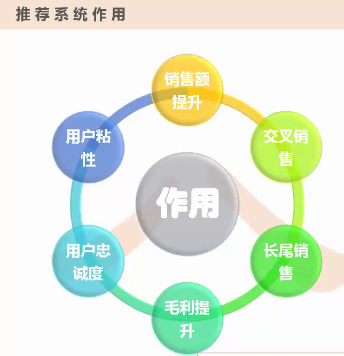 推荐系统作用
销售额
提升
交叉销
售
长尾销
售
毛利提
升
用户忠
诚度
用户粘
性
作用